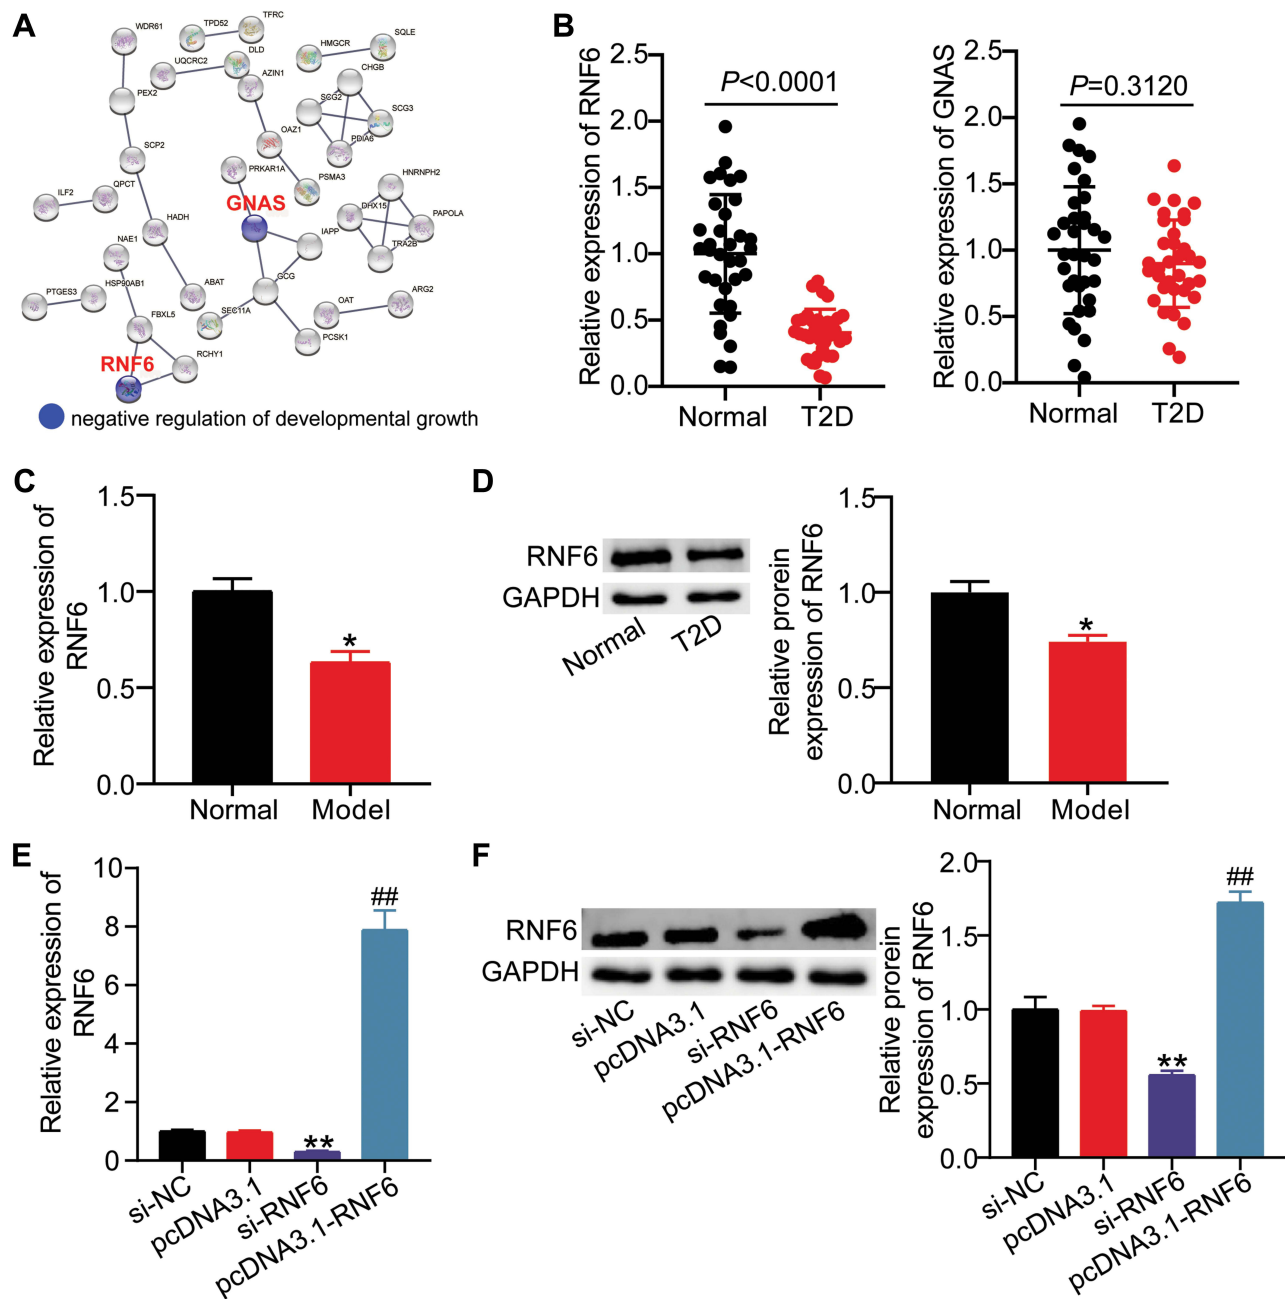 A
WDR61
TPD52
TFRC
UQCRC2
DLD
HMGCR
SQLE
AZIN1
CHGB
PEX2
SCG2
SCG3
OAZ1
PDIA6
SCP2
PRKAR1A
PSMA3
HNRNPH2
ILF2
QPCT
GNAS
DHX15
PAPOLA
HADH
IAPP
TRA2B
NAE1
GCG
PTGES3
HSP90AB1
ABAT
SEC11A
OAT
ARG2
FBXL5
PCSK1
RNF6
RCHY1
negative regulation of developmental growth
B
Relative expression of RNF6
2.5
2.0
1.5
1.0
0.5
0.0
P<0.0001
Normal
T2D
Relative expression of GNAS
2.5
2.0
1.5
1.0
0.5
0.0
P=0.3120
Normal
T2D
C
Relative expression of
RNF6
1.5
1.0
0.5
0.0
*
Normal
Model
D
RNF6
GAPDH
Normal
T2D
Relative prorein
expression of RNF6
1.5
1.0
0.5
0.0
*
Normal
Model
E
Relative expression of
RNF6
10
8
6
4
2
0
**
##
si-NC
pcDNA3.1
si-RNF6
pcDNA3.1-RNF6
F
RNF6
GAPDH
si-NC
pcDNA3.1
si-RNF6
pcDNA3.1-RNF6
Relative prorein
expression of RNF6
2.0
1.5
1.0
0.5
0.0
**
##
si-NC
pcDNA3.1
si-RNF6
pcDNA3.1-RNF6